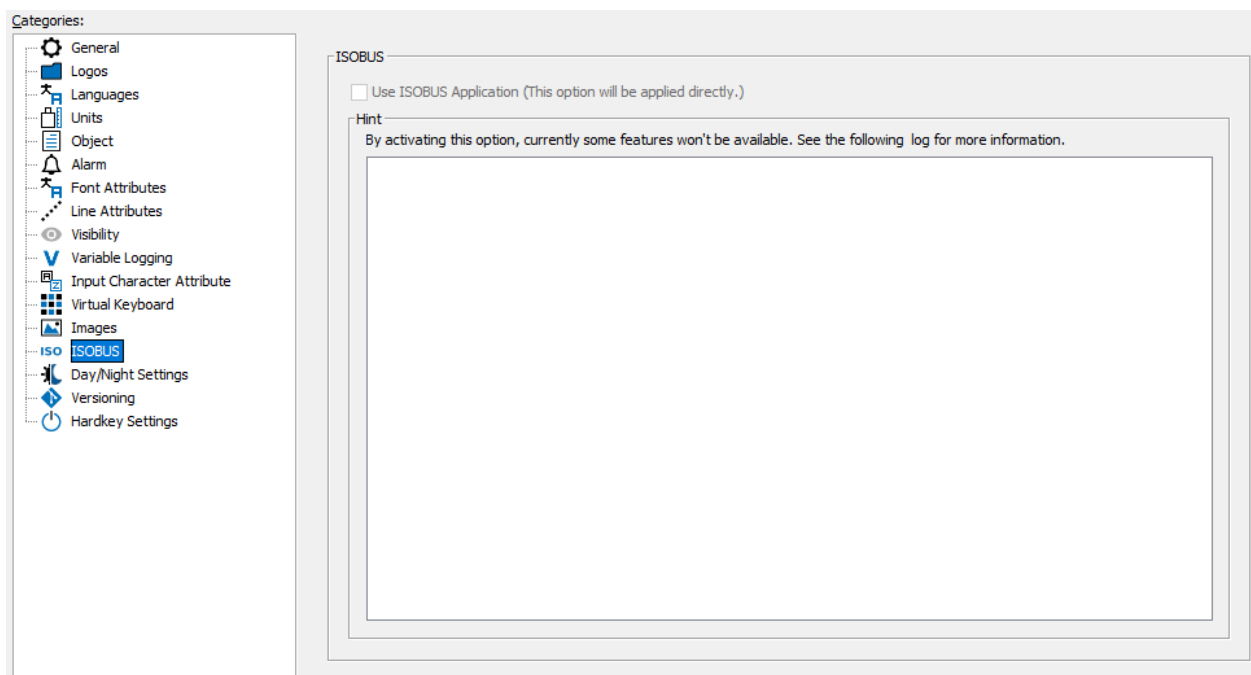 Categories:
General
Logos
Languages
Units
Object
Alarm
Font Attributes
Line Attributes
Visibility
Variable Logging
Input Character Attribute
Virtual Keyboard
Images
ISO ISOBUS
Day/Night Settings
Versioning
Hardkey Settings
ISOBUS
Use ISOBUS Application (This option will be applied directly.)
Hint
By activating this option, currently some features won't be available. See the following  log for more information.